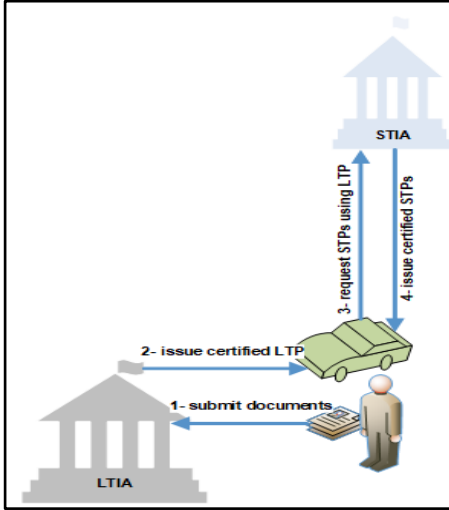 STIA
3- request STPs using LTP
4- issue certified STPs
2- issue certified LTP
1- submit documents
LTIA